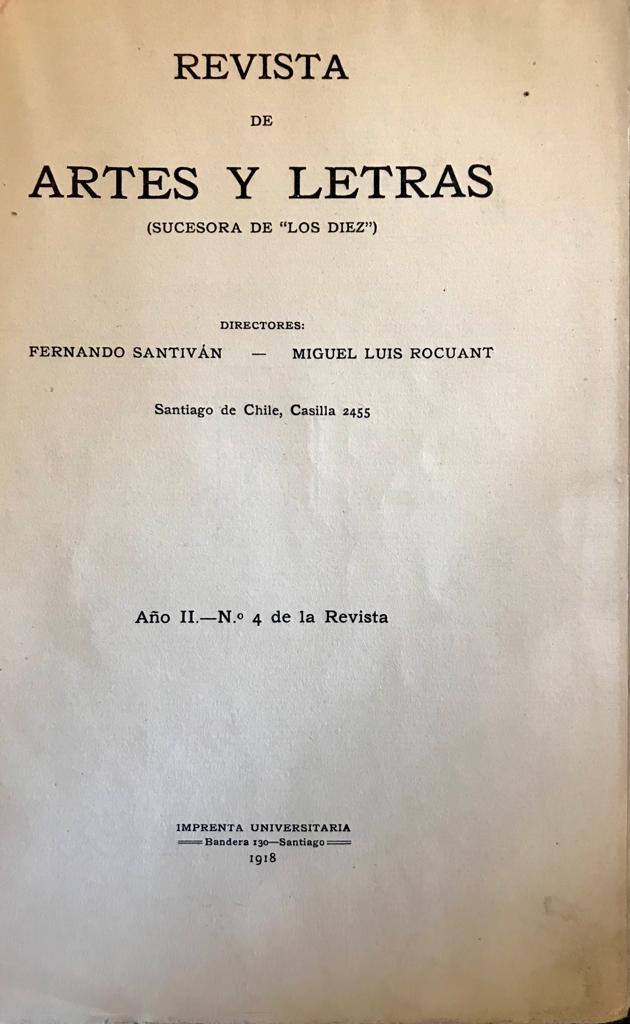 REVISTA
DE
ARTES Y LETRAS
(SUCESORA DE “LOS DIEZ”)
DIRECTORES:
FERNANDO SANTIVÁN — MIGUEL LUIS ROCUANT
Santiago de Chile, Casilla 2455
Año II.—N.º 4 de la Revista
IMPRENTA UNIVERSITARIA
Bandera 130—Santiago
1918